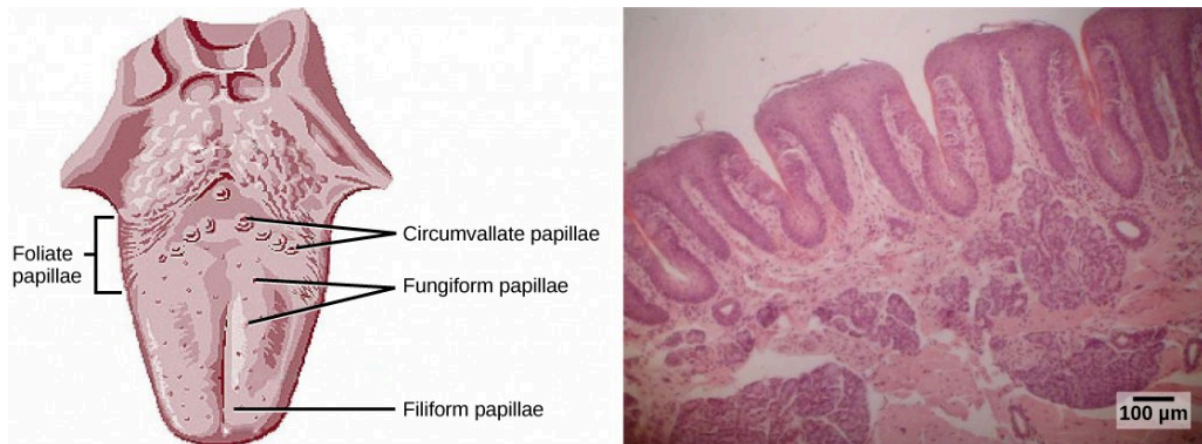 Foliate
papillae
Circumvallate papillae
Fungiform papillae
Filiform papillae
100 µm